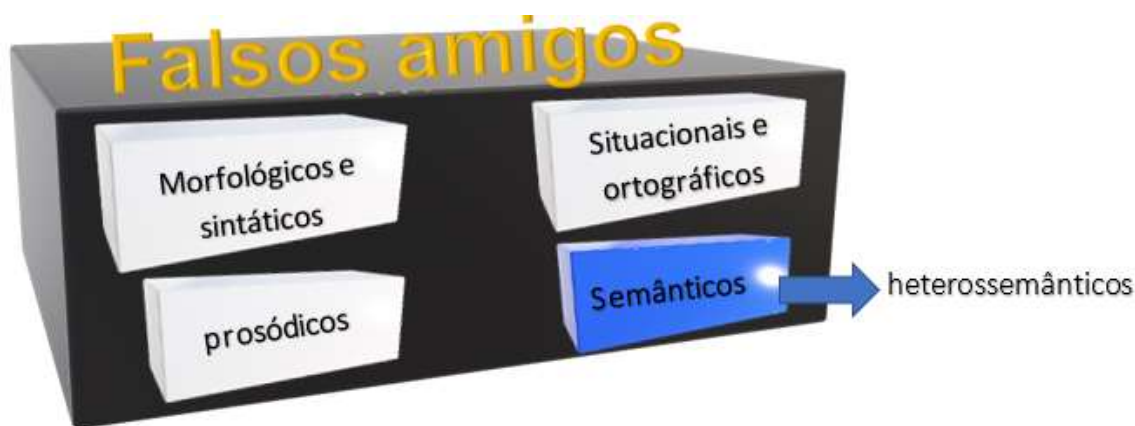 Falsos amigos
Morfológicos e
sintáticos
Situacionais e
ortográficos
prosódicos
Semânticos
heterossemânticos